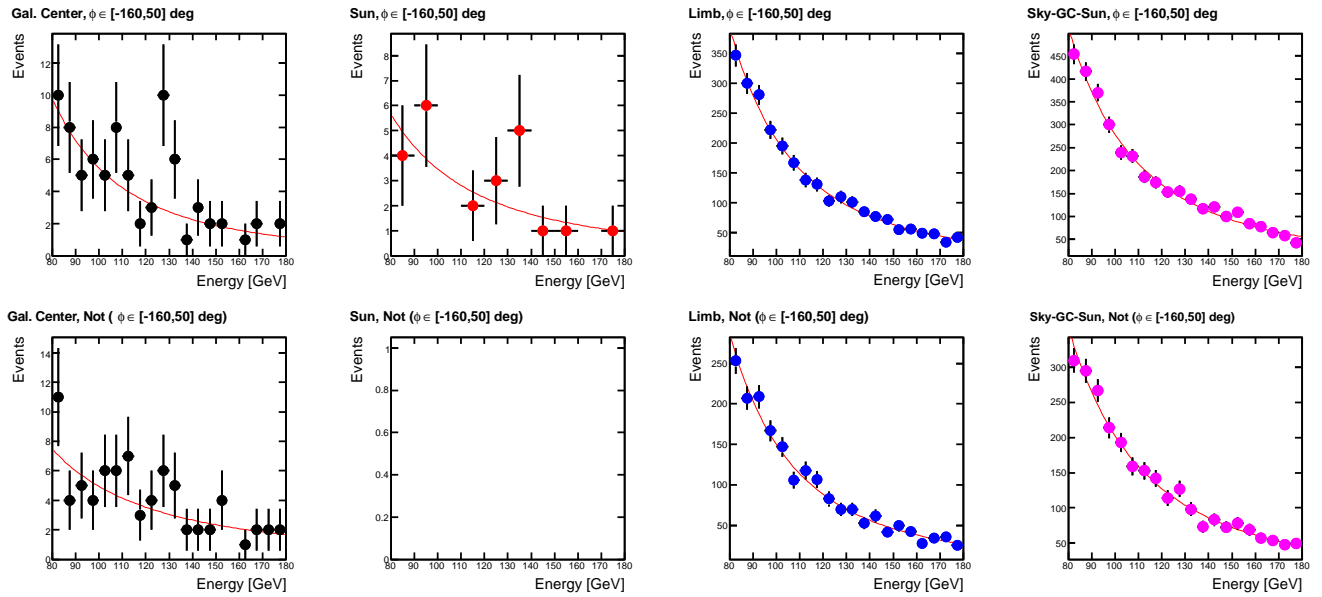 Gal. Center, ϕ∈ [-160,50] deg
Events
12
10
8
6
4
2
0
80 90 100 110 120 130 140 150 160 170 180
Energy [GeV]
Sun, ϕ∈ [-160,50] deg
Events
8
7
6
5
4
3
2
1
0
80 90 100 110 120 130 140 150 160 170 180
Energy [GeV]
Limb, ϕ∈ [-160,50] deg
Events
350
300
250
200
150
100
50
80 90 100 110 120 130 140 150 160 170 180
Energy [GeV]
Sky-GC-Sun, ϕ∈ [-160,50] deg
Events
450
400
350
300
250
200
150
100
50
80 90 100 110 120 130 140 150 160 170 180
Energy [GeV]
Gal. Center, Not ( ϕ∈ [-160,50] deg)
Events
14
12
10
8
6
4
2
0
80 90 100 110 120 130 140 150 160 170 180
Energy [GeV]
Sun, Not (ϕ∈ [-160,50] deg)
Events
1
0.8
0.6
0.4
0.2
0
80 90 100 110 120 130 140 150 160 170 180
Energy [GeV]
Limb, Not (ϕ∈ [-160,50] deg)
Events
250
200
150
100
50
80 90 100 110 120 130 140 150 160 170 180
Energy [GeV]
Sky-GC-Sun, Not (ϕ∈ [-160,50] deg)
Events
300
250
200
150
100
50
80 90 100 110 120 130 140 150 160 170 180
Energy [GeV]